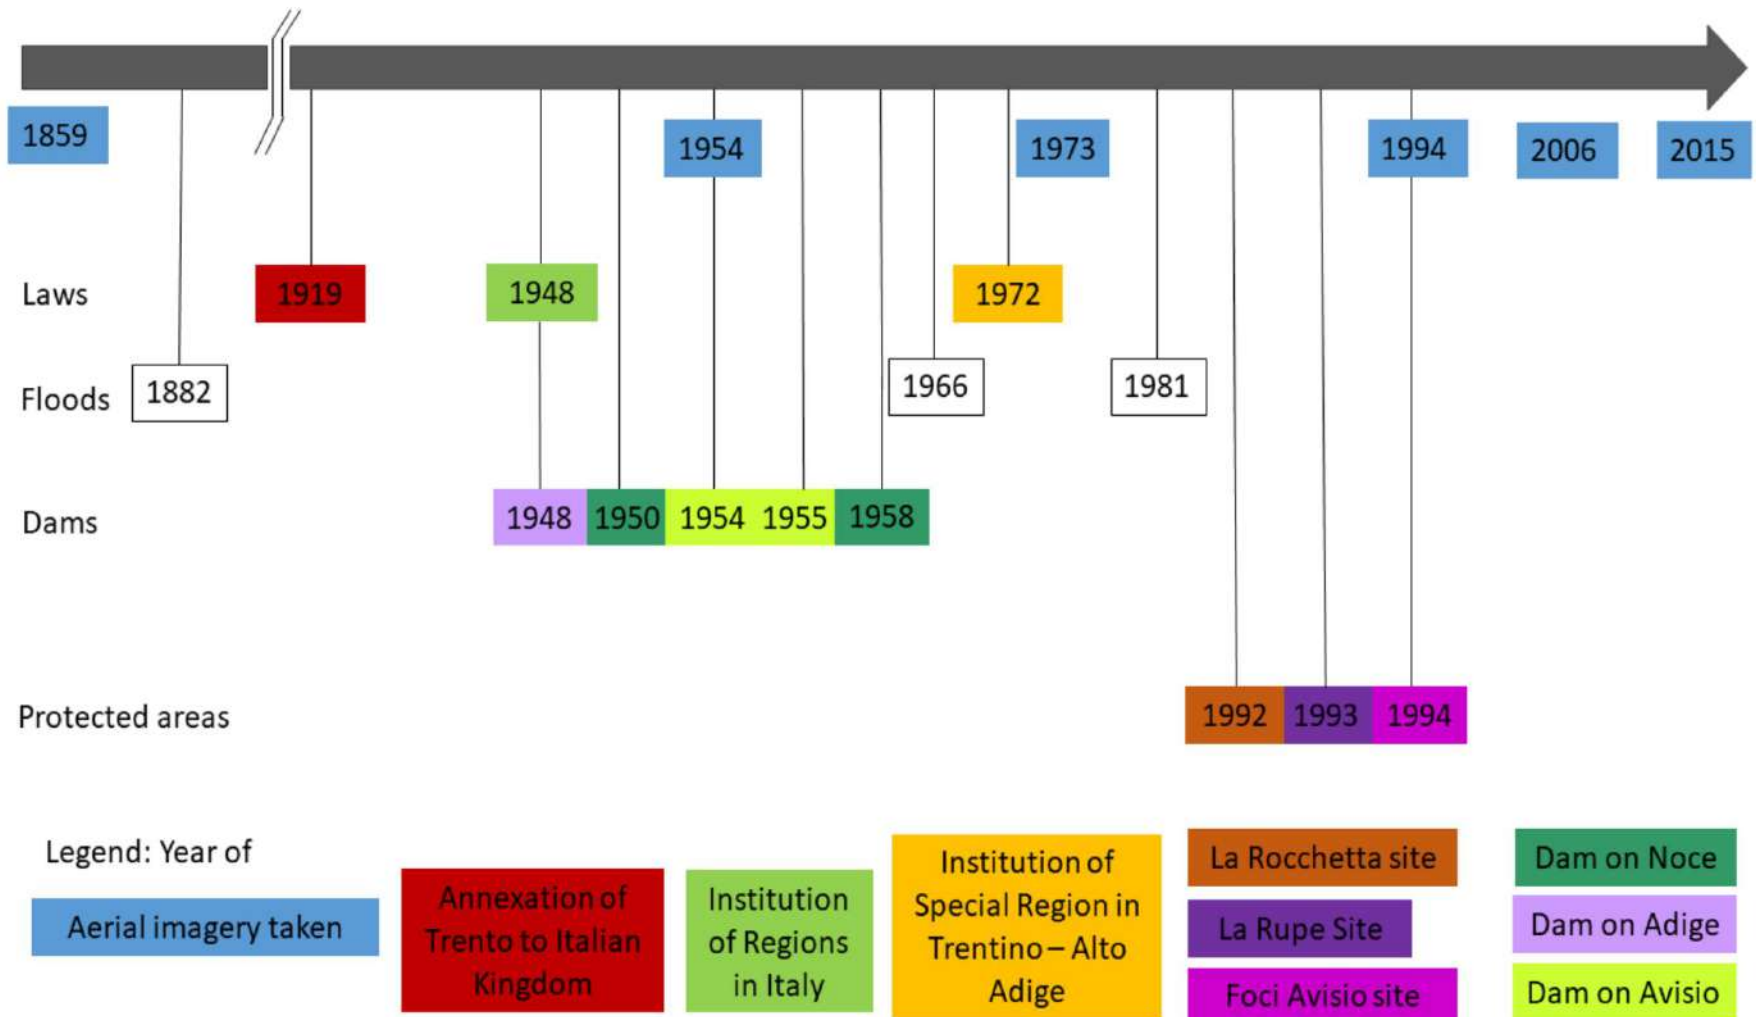 1859
1954
1973
1994
2006
2015
Laws
1919
1948
1972
Floods
1882
1966
1981
Dams
1948
1950
1954
1955
1958
Protected areas
1992
1993
1994
Legend: Year of
Aerial imagery taken
Annexation of
Trento to Italian
Kingdom
Institution
of Regions
in Italy
Institution of
Special Region in
Trentino – Alto
Adige
La Rocchetta site
La Rupe Site
Foci Avisio site
Dam on Noce
Dam on Adige
Dam on Avisio